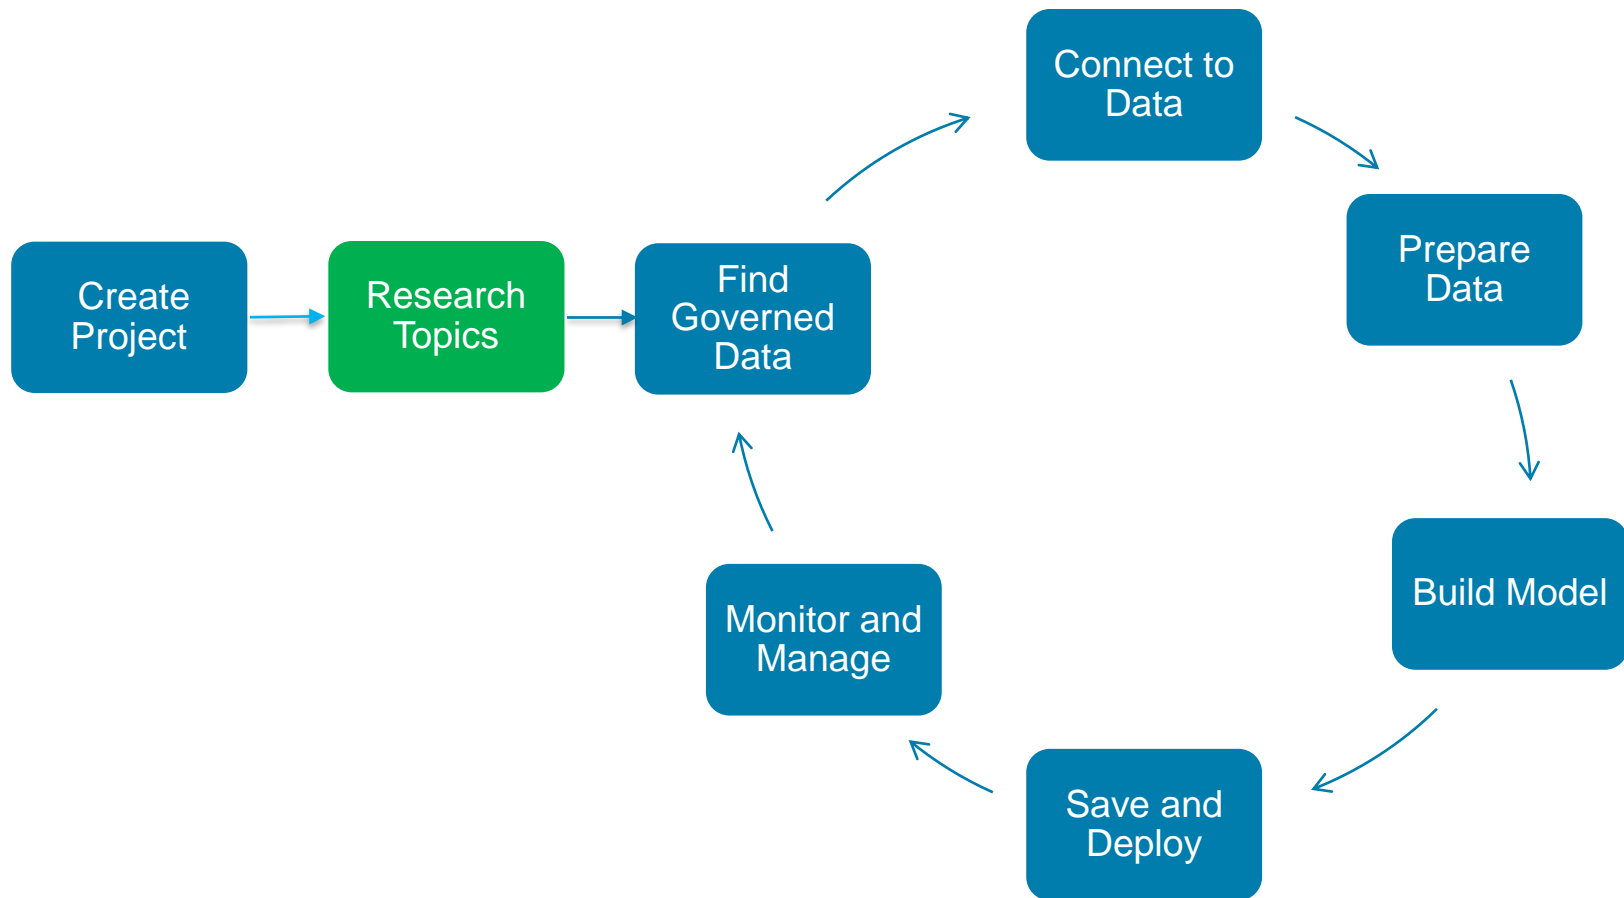 Create
Project
Research
Topics
Find
Governed
Data
Connect to
Data
Prepare
Data
Build Model
Save and
Deploy
Monitor and
Manage